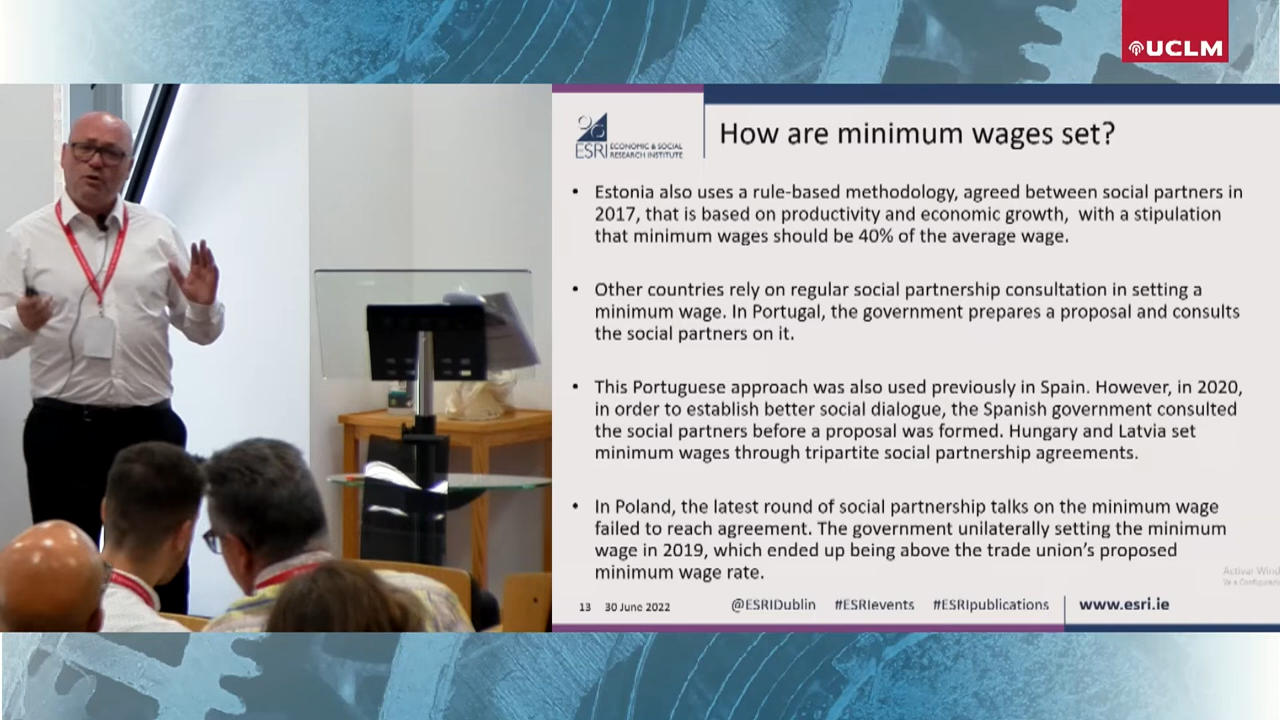 UCLM
ESRI ECONOMIC & SOCIAL
RESEARCH INSTITUTE
How are minimum wages set?
• Estonia also uses a rule-based methodology, agreed between social partners in
2017, that is based on productivity and economic growth, with a stipulation
that minimum wages should be 40% of the average wage.
• Other countries rely on regular social partnership consultation in setting a
minimum wage. In Portugal, the government prepares a proposal and consults
the social partners on it.
• This Portuguese approach was also used previously in Spain. However, in 2020,
in order to establish better social dialogue, the Spanish government consulted
the social partners before a proposal was formed. Hungary and Latvia set
minimum wages through tripartite social partnership agreements.
• In Poland, the latest round of social partnership talks on the minimum wage
failed to reach agreement. The government unilaterally setting the minimum
wage in 2019, which ended up being above the trade union's proposed
minimum wage rate.
Activar Wind
Ve a Configuraci
13 30 June 2022 @ESRIDublin #ESRIevents #ESRIpublications www.esri.ie